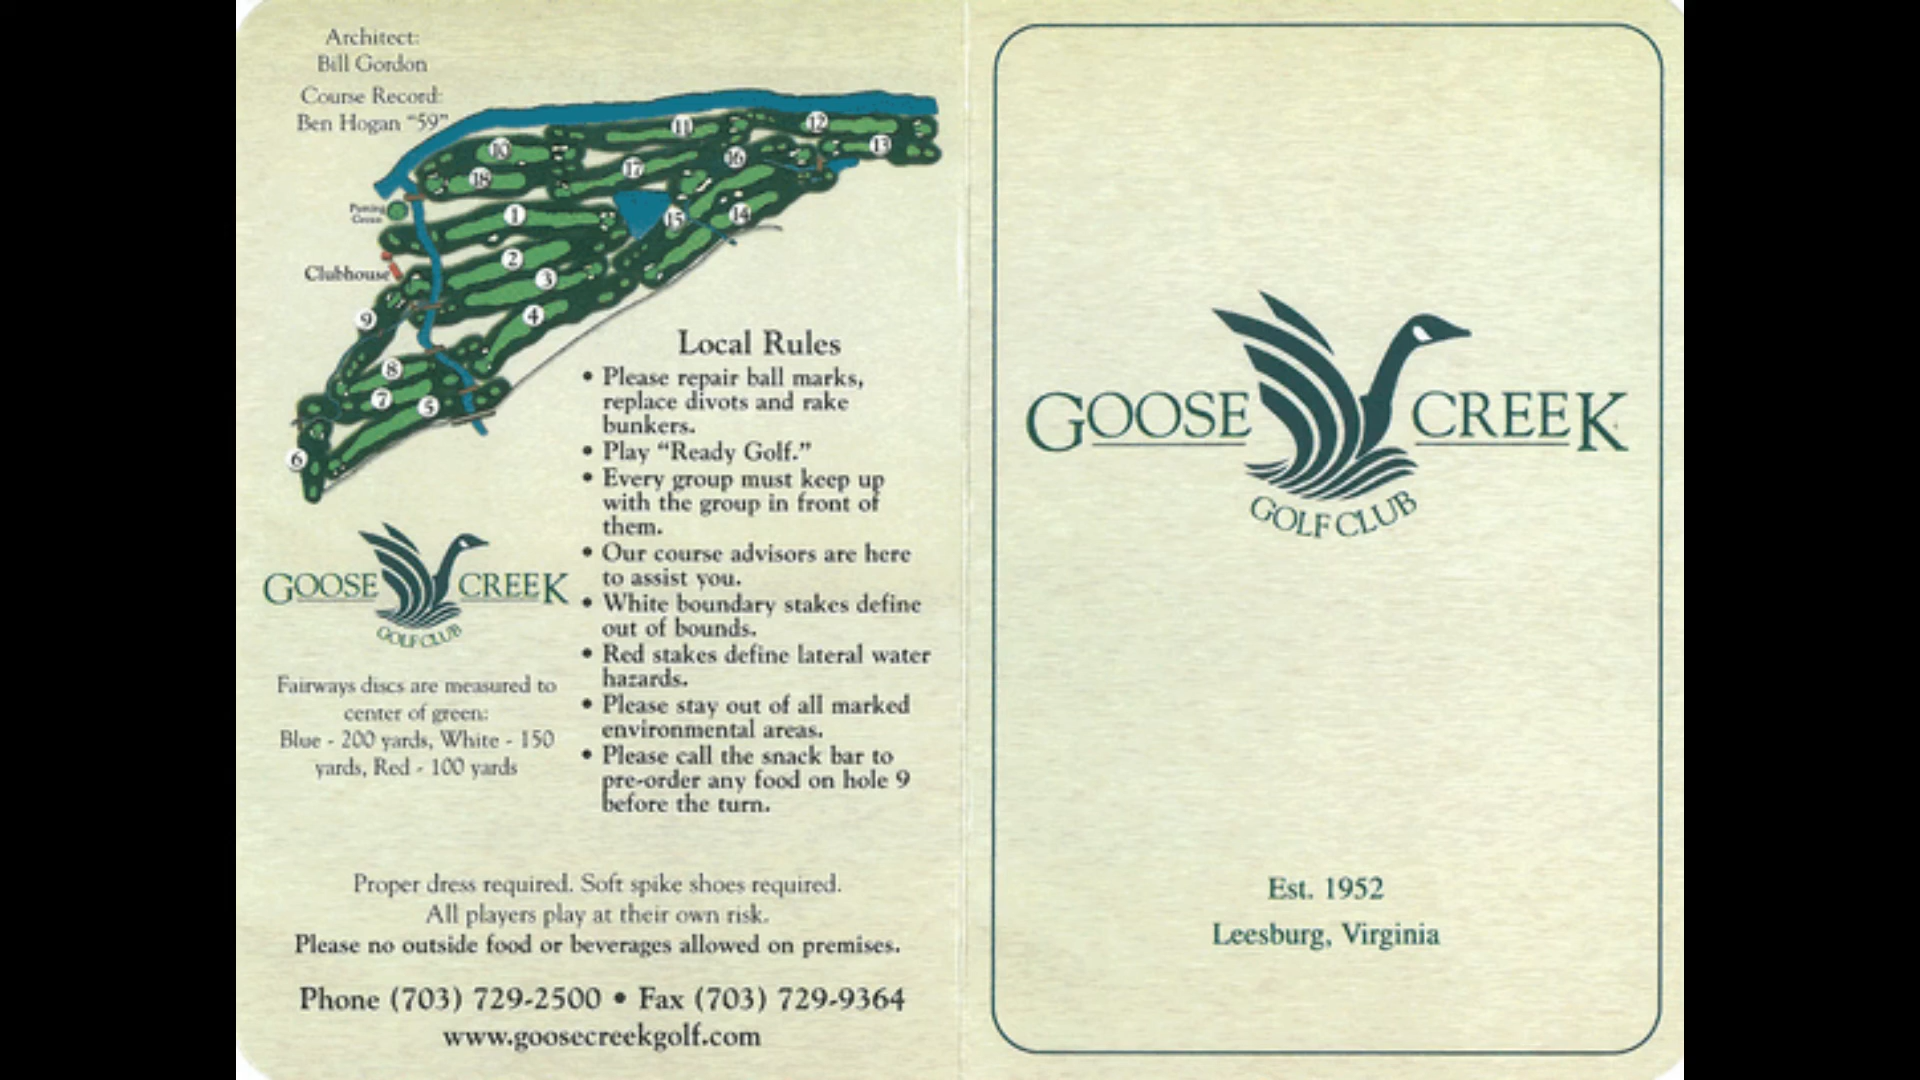 Architect:
Bill Gordon
Course Record:
Ben Hogan “59”
11
12
13
10
16
17
18
Putting
Green
1
15
14
Clubhouse
2
3
4
9
8
7
5
6
Local Rules
• Please repair ball marks,
replace divots and rake
bunkers.
• Play “Ready Golf.”
• Every group must keep up
with the group in front of
them.
• Our course advisors are here
to assist you.
• White boundary stakes define
out of bounds.
• Red stakes define lateral water
hazards.
• Please stay out of all marked
environmental areas.
• Please call the snack bar to
pre-order any food on hole 9
before the turn.
GOOSE CREEK
GOLF CLUB
Fairways discs are measured to
center of green:
Blue - 200 yards, White - 150
yards, Red - 100 yards
Proper dress required. Soft spike shoes required.
All players play at their own risk.
Please no outside food or beverages allowed on premises.
Phone (703) 729-2500 • Fax (703) 729-9364
www.goosecreekgolf.com
GOOSE CREEK
GOLF CLUB
Est. 1952
Leesburg, Virginia